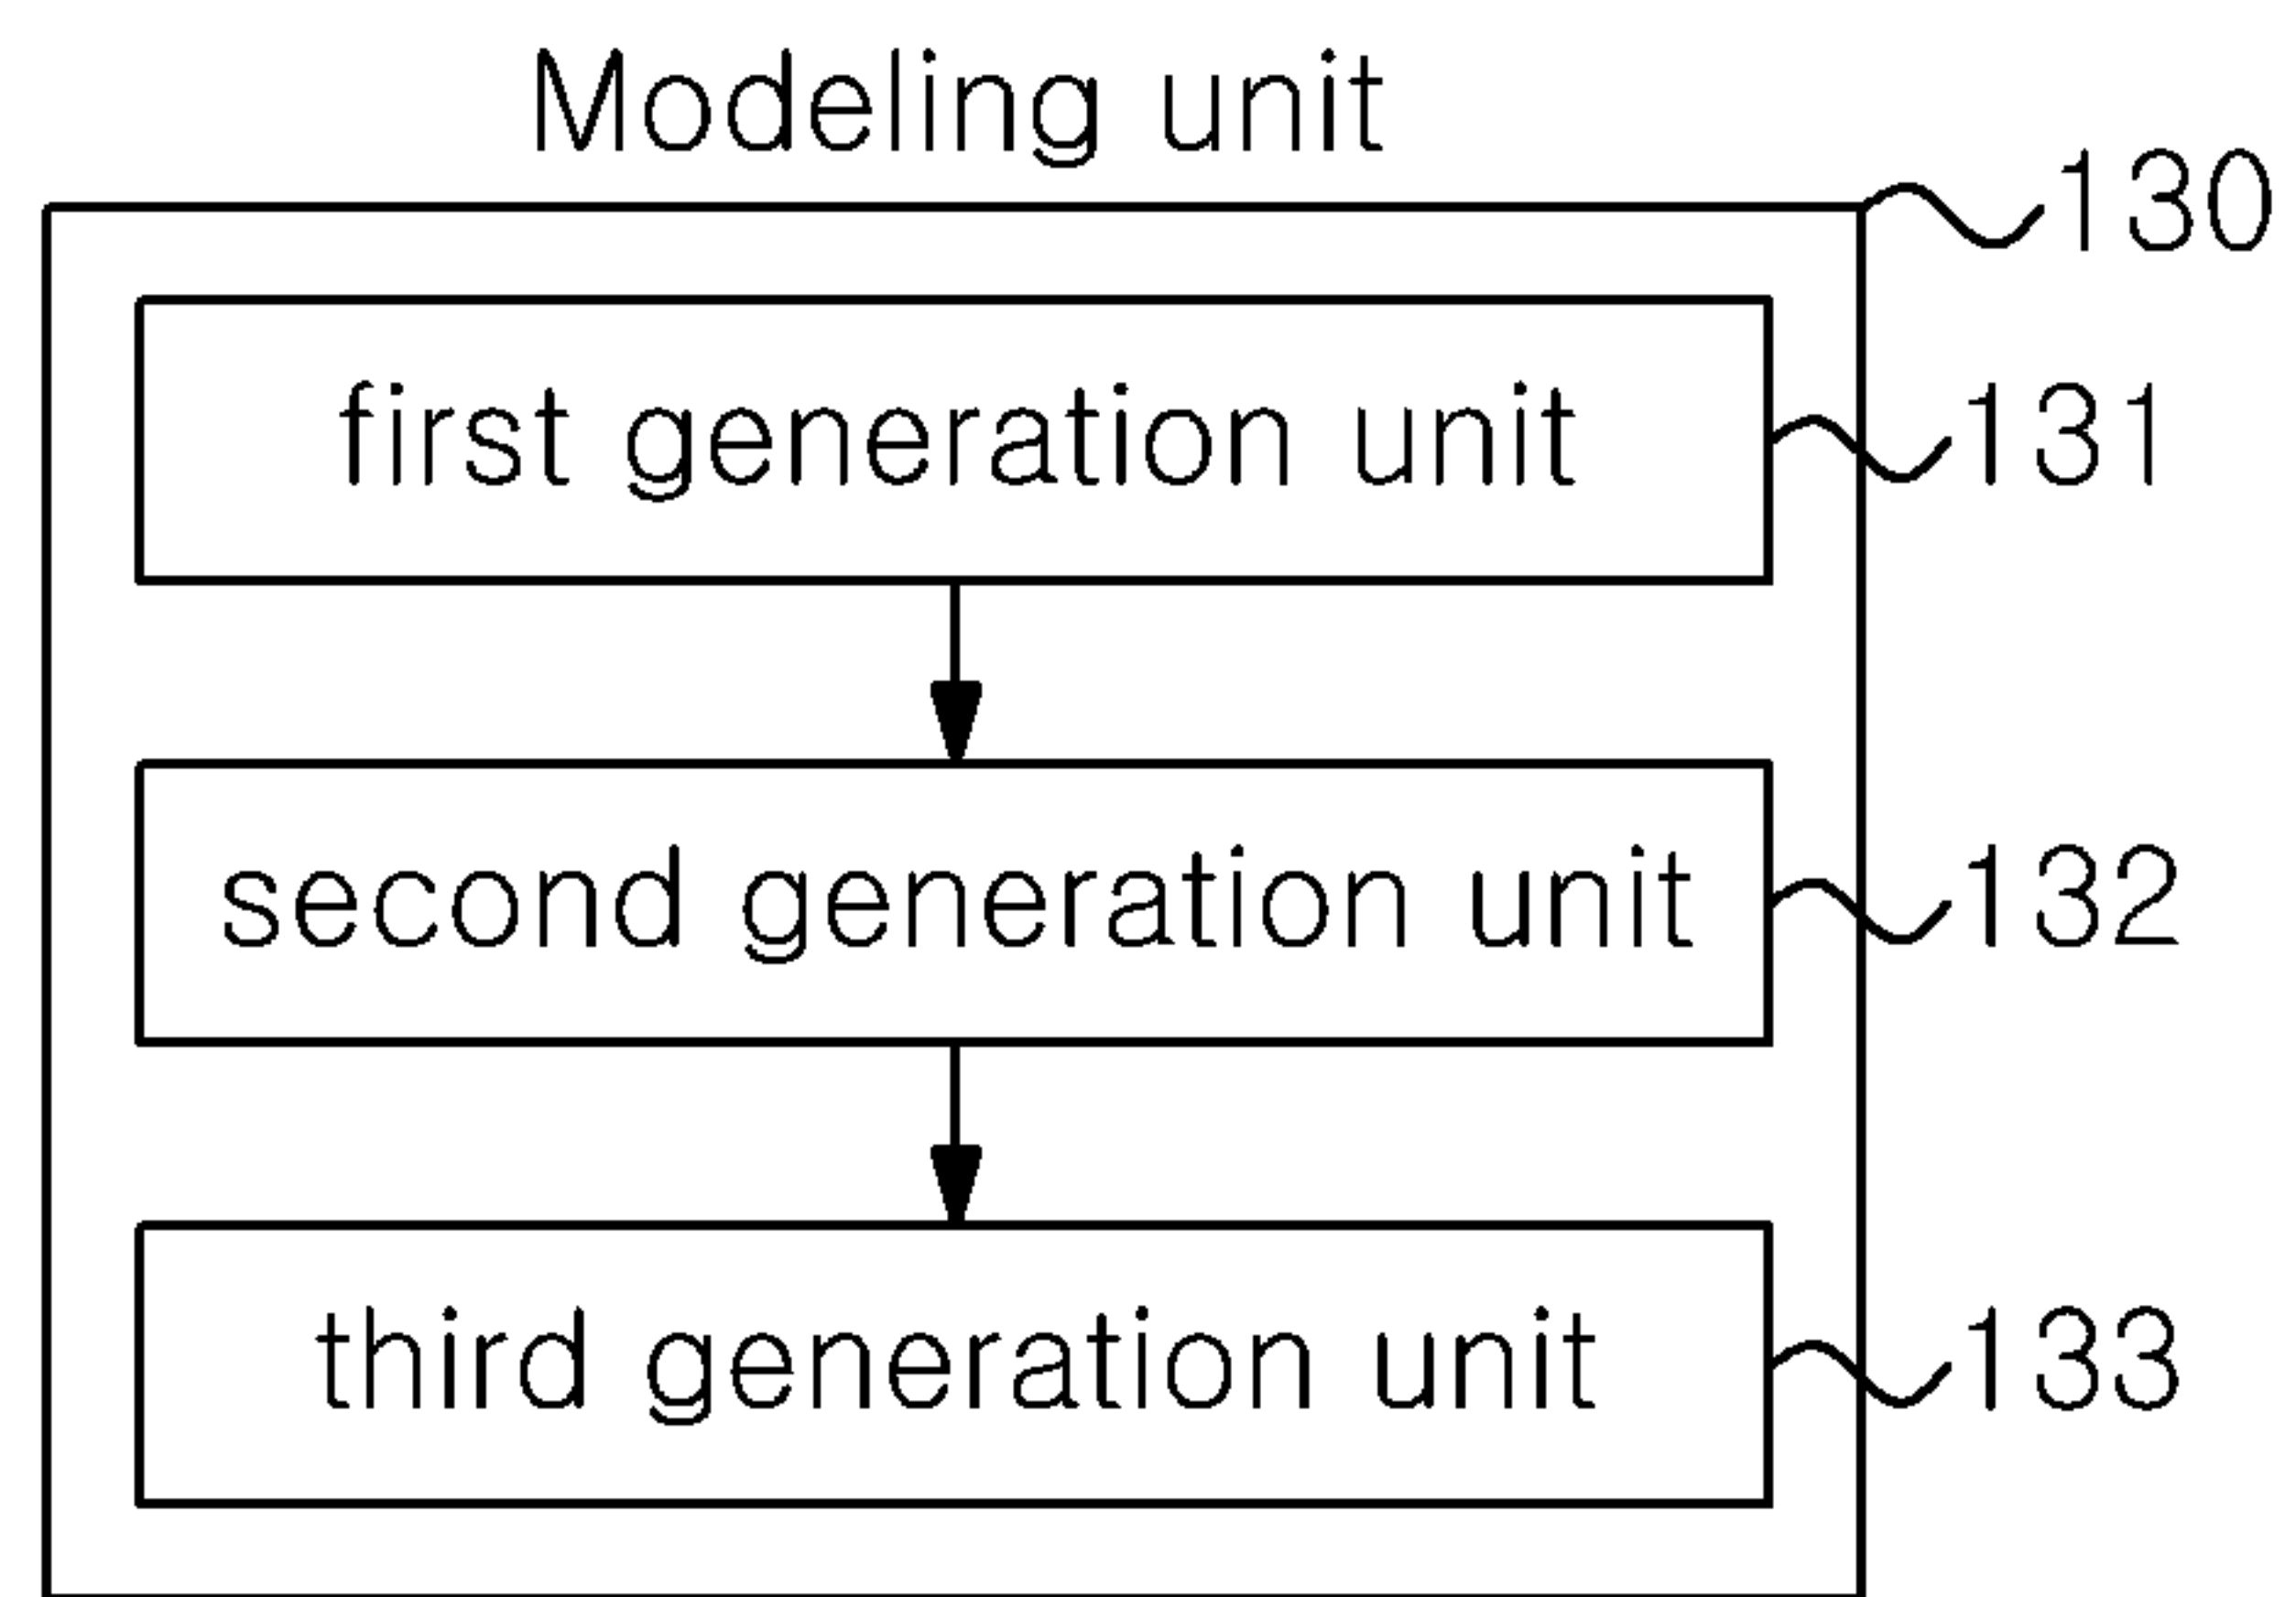 Modeling unit
130
first generation unit 131
second generation unit 132
third generation unit 133